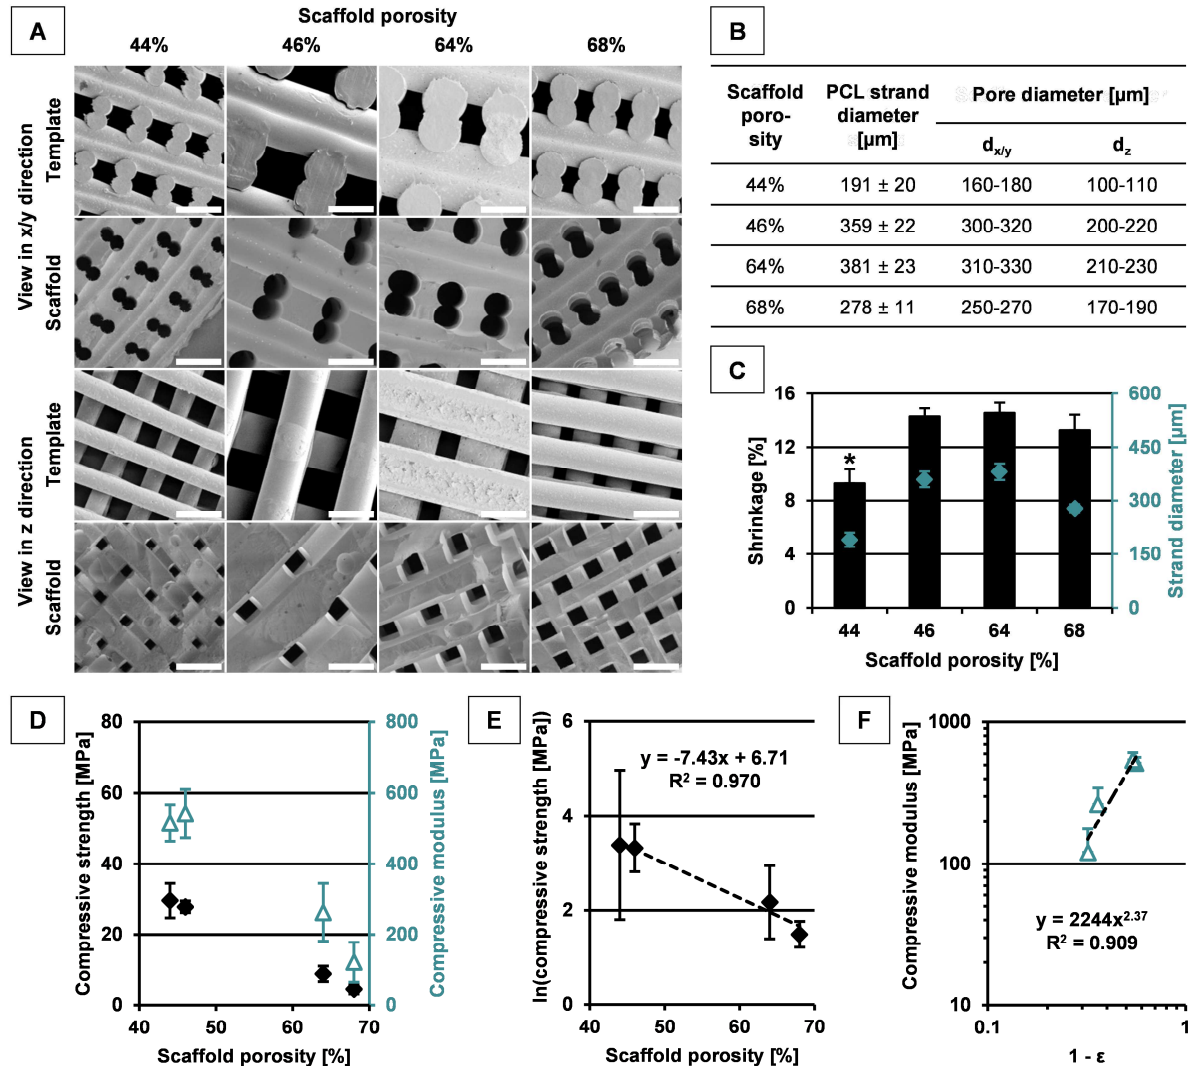 A
Scaffold porosity
44% 46% 64% 68%
View in x/y direction
Template
Scaffold
View in z direction
Template
Scaffold
B
Scaffold poro- sity
PCL strand diameter [µm]
Pore diameter [µm]
dx/y dz
44% 191 ± 20 160-180 100-110
46% 359 ± 22 300-320 200-220
64% 381 ± 23 310-330 210-230
68% 278 ± 11 250-270 170-190
C
Shrinkage [%]
16
12
8
4
0
*
600
450
300
150
0
Strand diameter [µm]
44 46 64 68
Scaffold porosity [%]
D
Compressive strength [MPa]
80
60
40
20
0
800
600
400
200
0
Compressive modulus [MPa]
40 50 60 70
Scaffold porosity [%]
E
ln(compressive strength [MPa])
6
4
2
0
y = -7.43x + 6.71
R² = 0.970
40 50 60 70
Scaffold porosity [%]
F
Compressive modulus [MPa]
1000
100
10
y = 2244x^2.37
R² = 0.909
0.1 1
1 - ε